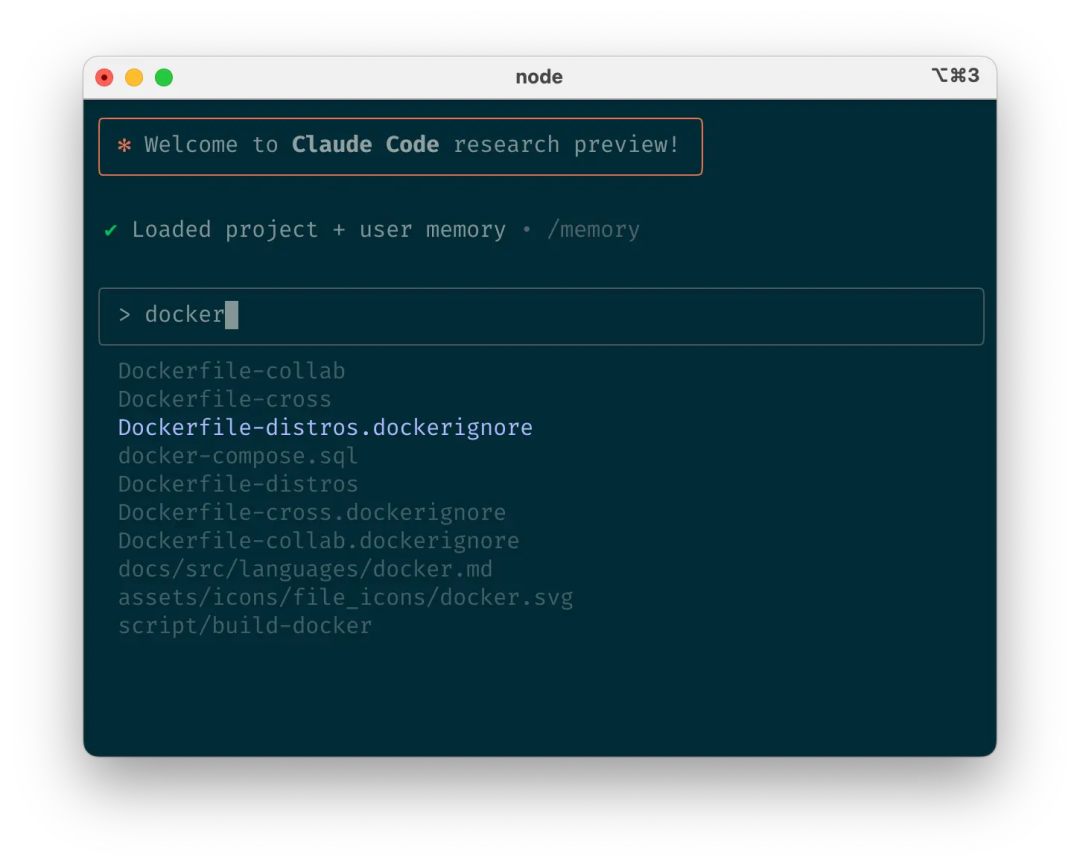 node
⌥⌘3
✻ Welcome to Claude Code research preview!
✔ Loaded project + user memory • /memory
> docker
Dockerfile-collab
Dockerfile-cross
Dockerfile-distros.dockerignore
docker-compose.sql
Dockerfile-distros
Dockerfile-cross.dockerignore
Dockerfile-collab.dockerignore
docs/src/languages/docker.md
assets/icons/file_icons/docker.svg
script/build-docker